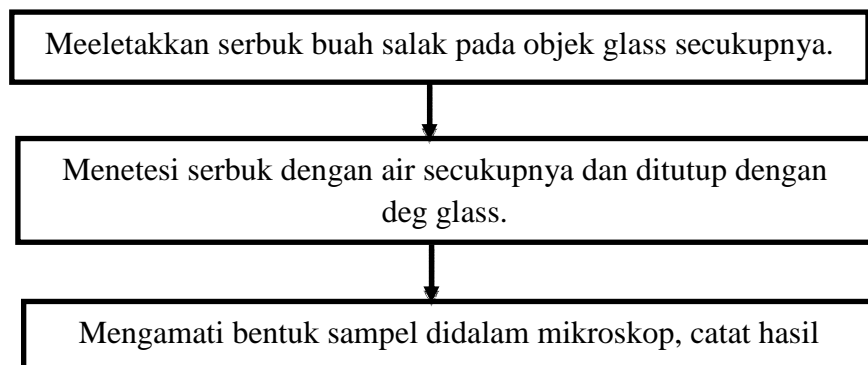 Meeletakkan serbuk buah salak pada objek glass secukupnya.
Menetesi serbuk dengan air secukupnya dan ditutup dengan
deg glass.
Mengamati bentuk sampel didalam mikroskop, catat hasil